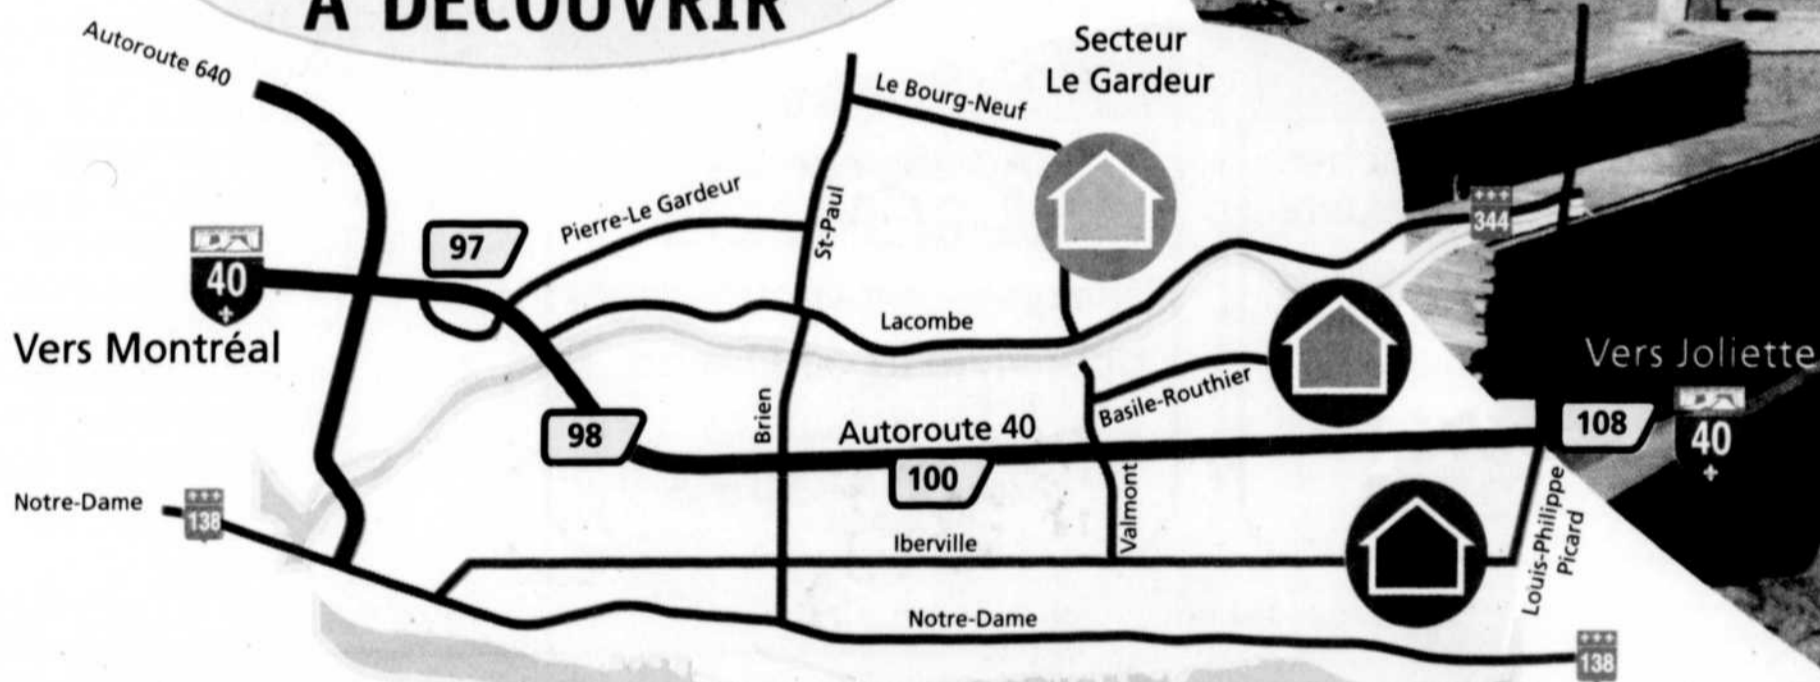 À DÉCOUVRIR
Autoroute 640
Secteur
Le Gardeur
Le Bourg-Neuf
Pierre-Le Gardeur
St-Paul
344
97
40
Vers Montréal
Lacombe
Vers Joliette
Basile-Routhier
Brien
Autoroute 40
98
108
40
100
Valmont
Notre-Dame
138
Iberville
Louis-Philippe
Picard
Notre-Dame
138